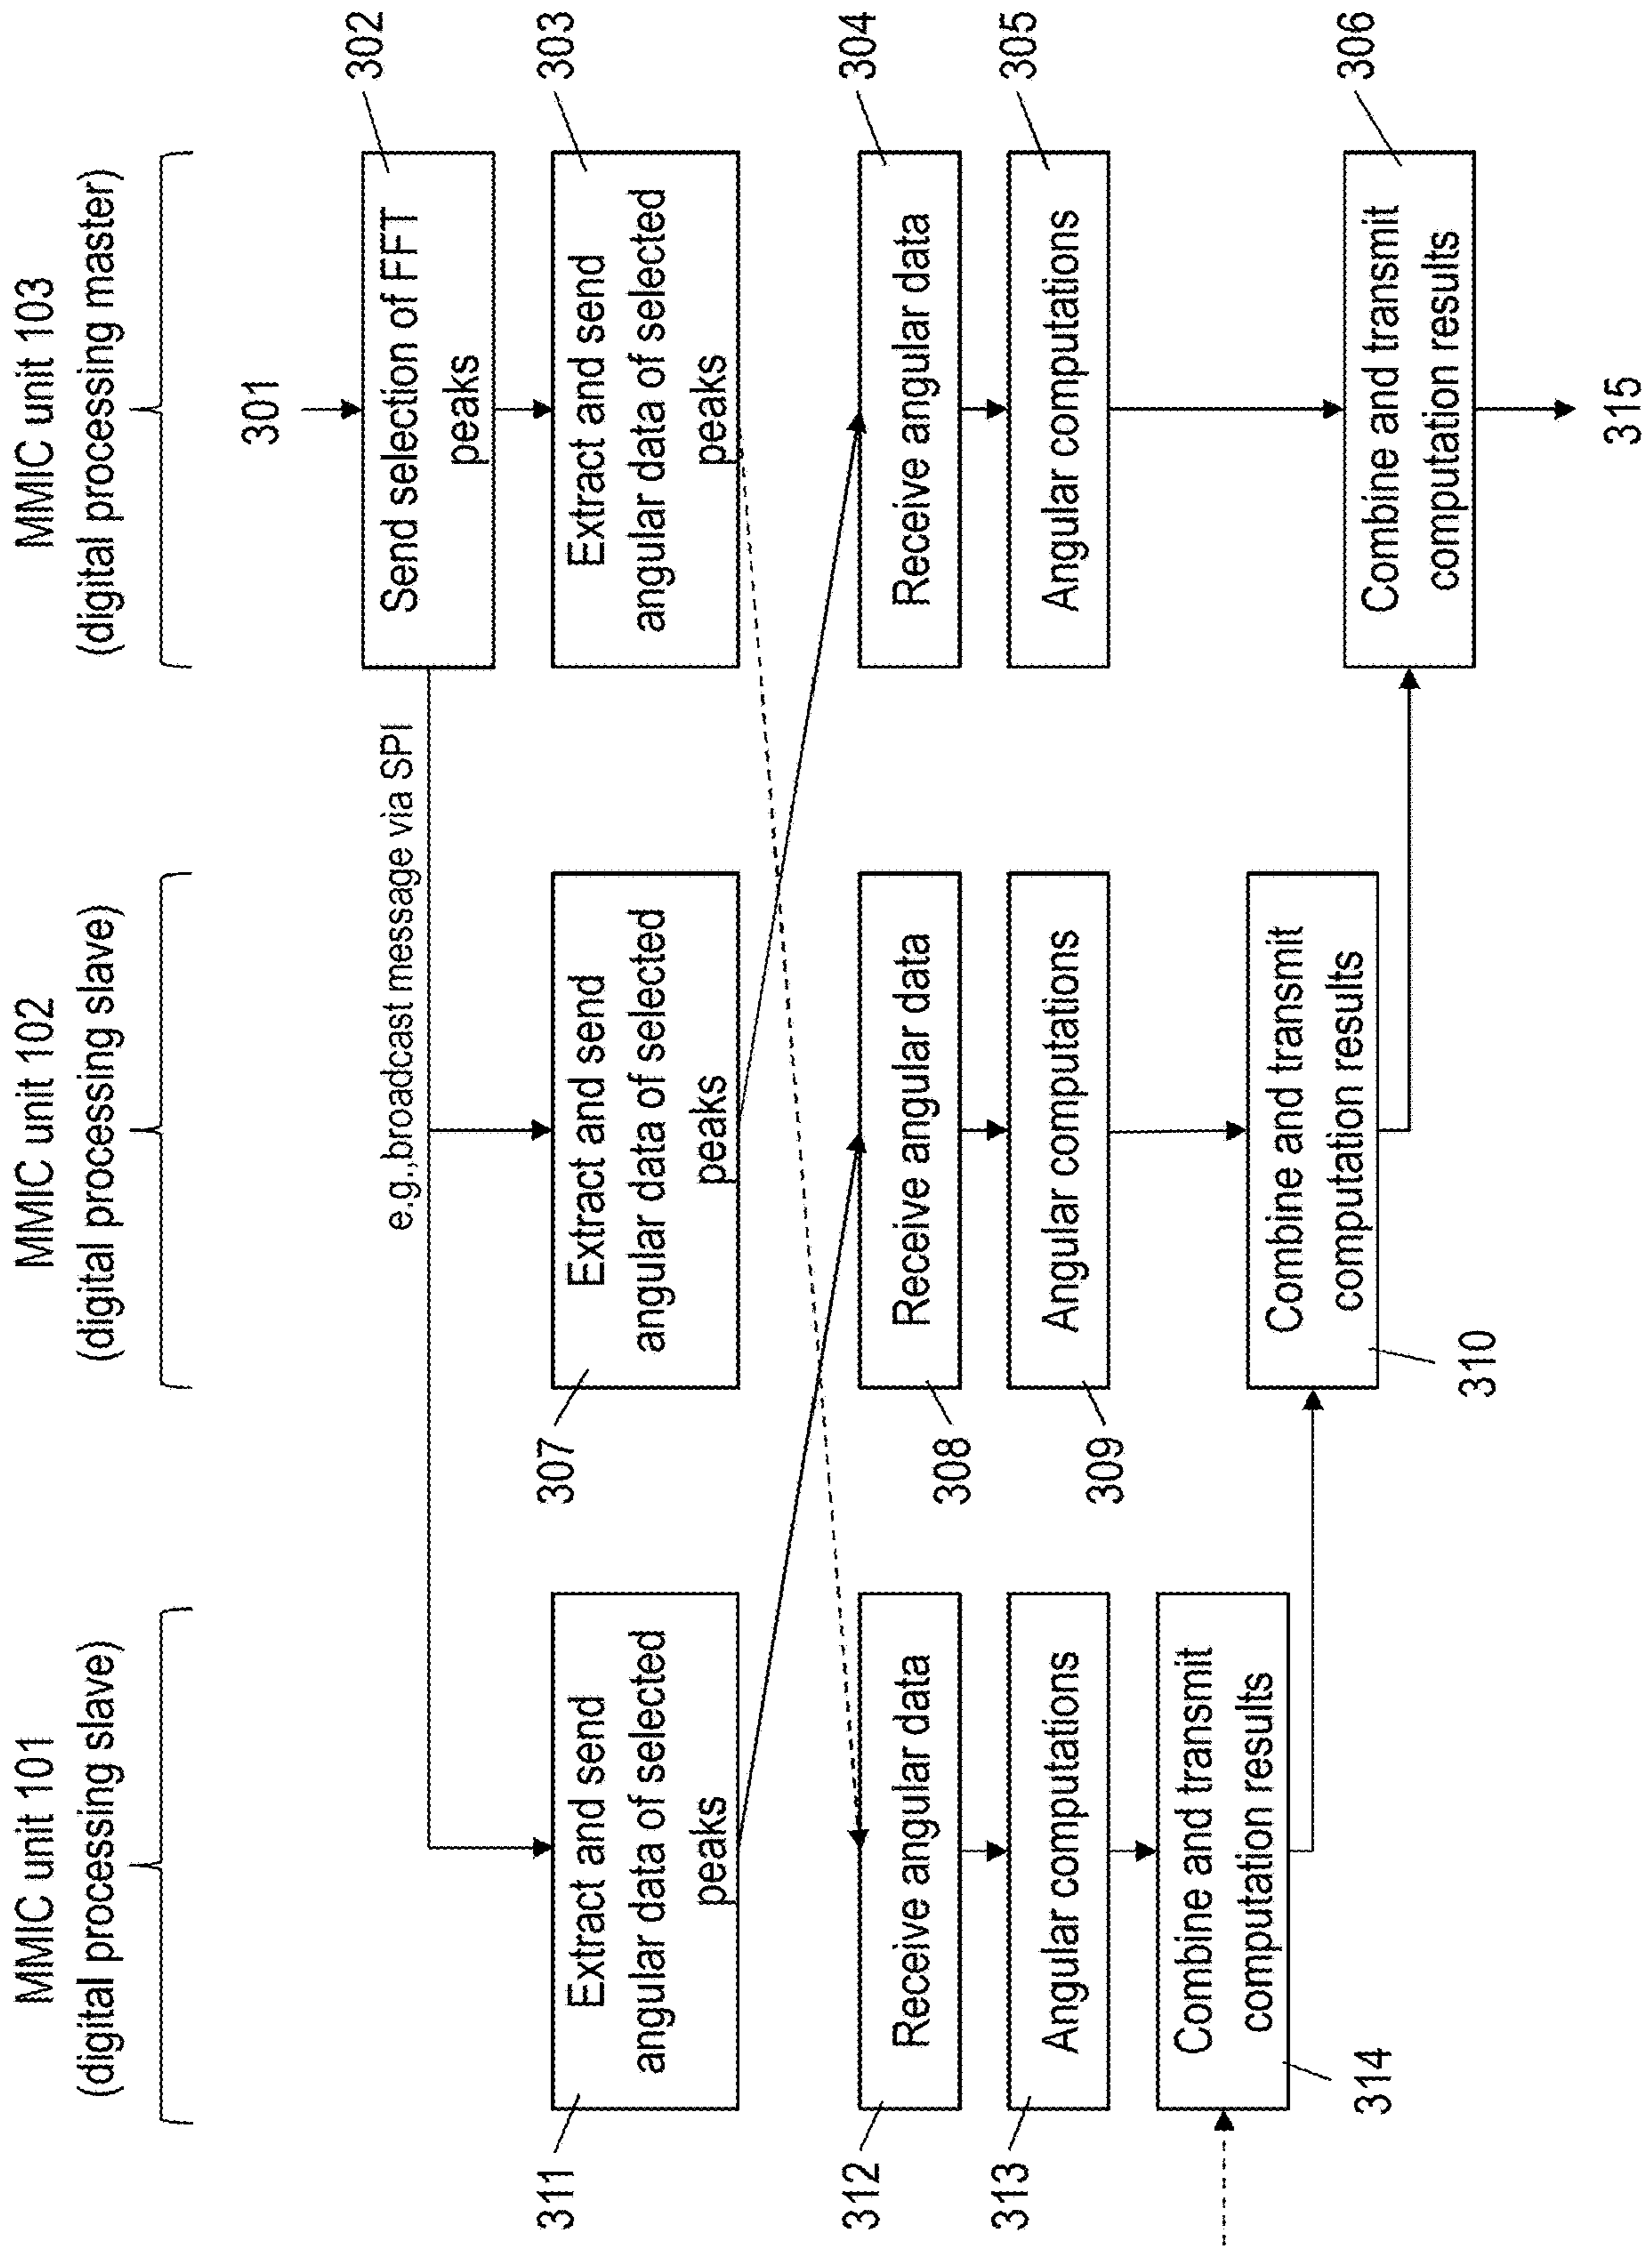 MMIC unit 101
(digital processing slave)
MMIC unit 102
(digital processing slave)
MMIC unit 103
(digital processing master)
301
302
Send selection of FFT
peaks
e.g.,broadcast message via SPI
311
Extract and send
angular data of selected
peaks
307
Extract and send
angular data of selected
peaks
303
Extract and send
angular data of selected
peaks
312
Receive angular data
308
Receive angular data
304
Receive angular data
313
Angular computations
309
Angular computations
305
Angular computations
314
Combine and transmit
computation results
310
Combine and transmit
computation results
306
Combine and transmit
computation results
315